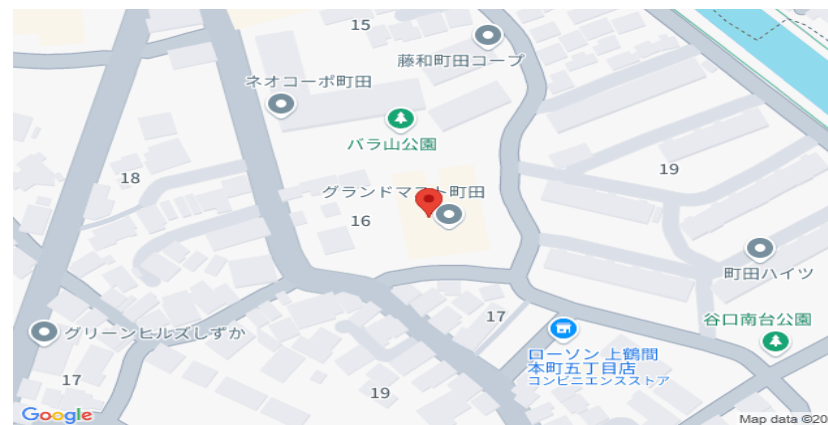 15
藤和町田コープ
ネオコーポ町田
バラ山公園
18
19
グランドマスト町田
16
町田ハイツ
谷口南台公園
17
グリーンヒルズしずか
ローソン 上鶴間
本町五丁目店
コンビニエンスストア
17
19
Google
Map data ©20